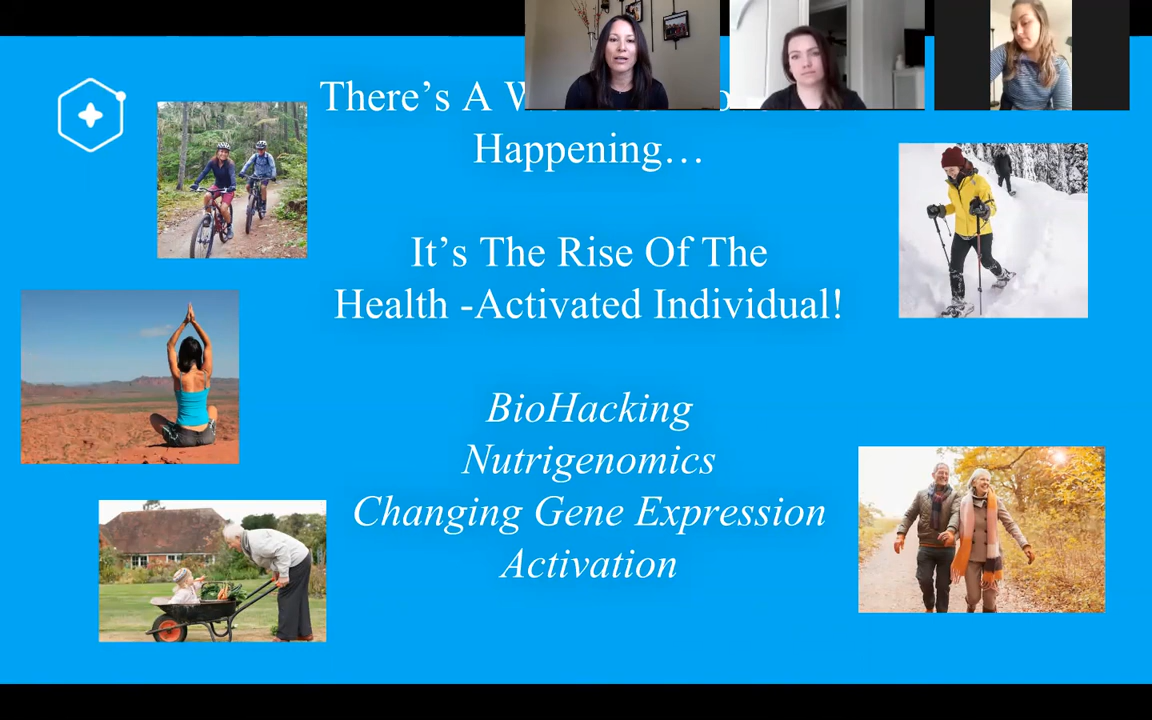 There’s A
Happening…
It’s The Rise Of The
Health -Activated Individual!
BioHacking
Nutrigenomics
Changing Gene Expression
Activation